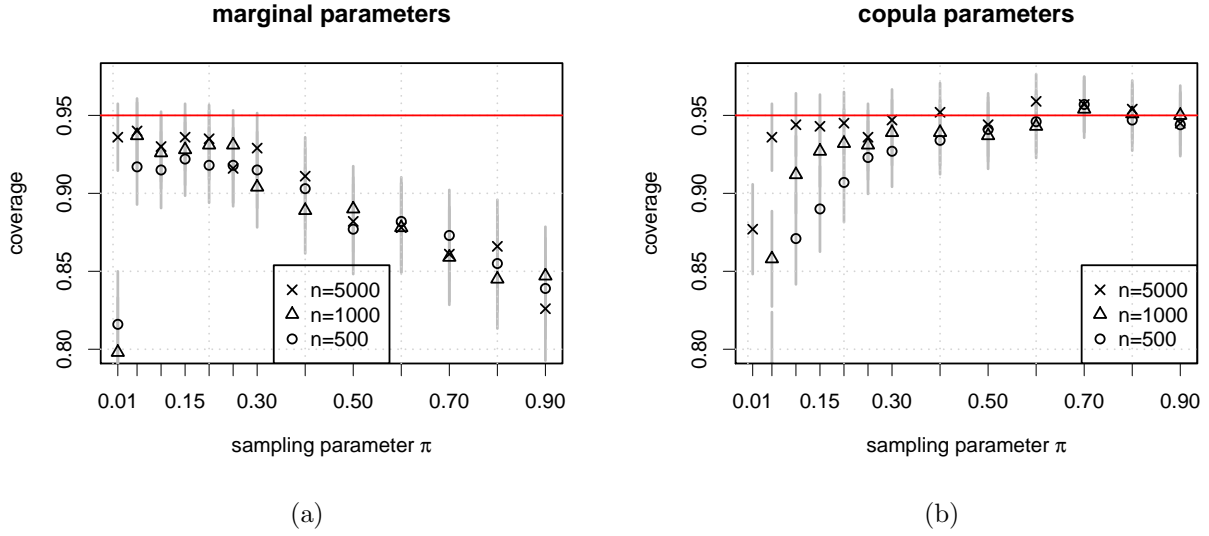 marginal parameters
0.95
0.90
0.85
0.80
coverage
n=5000
n=1000
n=500
0.01 0.15 0.30 0.50 0.70 0.90
sampling parameter π
(a)
copula parameters
0.95
0.90
0.85
0.80
coverage
n=5000
n=1000
n=500
0.01 0.15 0.30 0.50 0.70 0.90
sampling parameter π
(b)